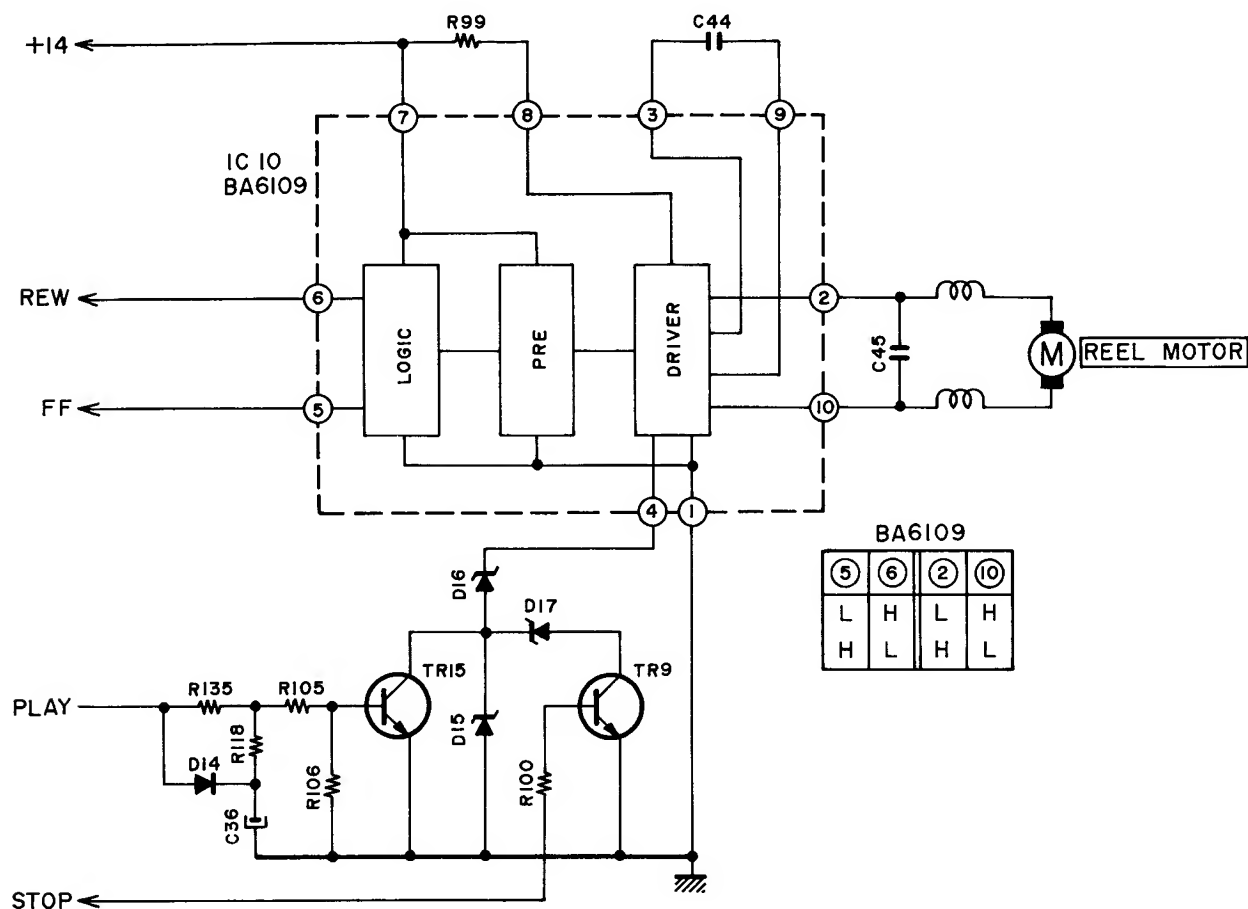 R99
C44
+14
7
8
3
9
IC 10
BA6109
REW
6
LOGIC
PRE
DRIVER
2
C45
M
REEL MOTOR
FF
5
10
4
1
BA6109
5 6 2 10
L H L H
H L H L
D16
D17
TR15
TR9
PLAY
R135
R105
R118
D14
R106
D15
R100
C36
STOP